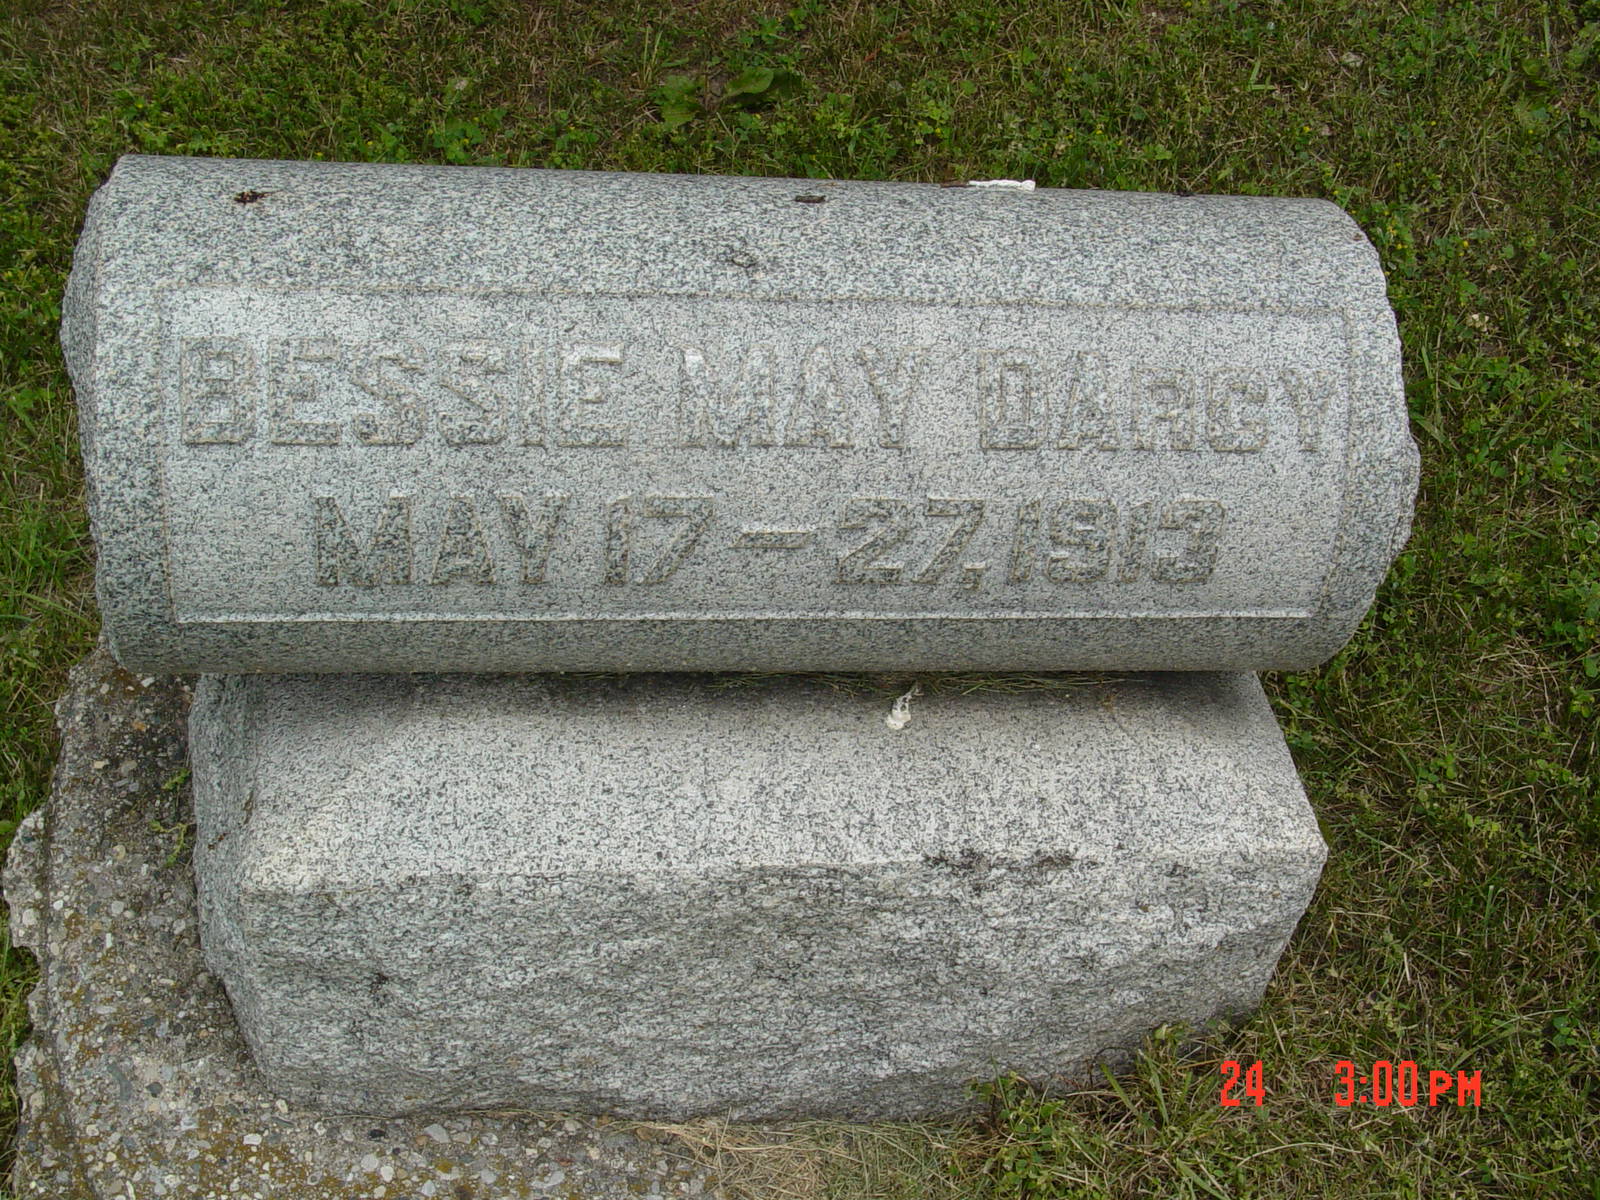 BESSIE MAY DARCY
MAY 17 – 27, 1913
24 3:00 PM